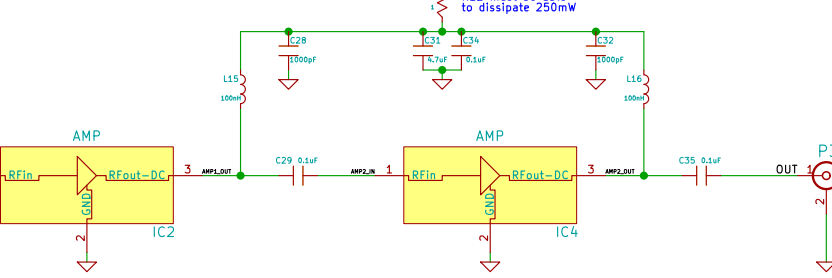 to dissipate 250mW
1
C28
1000pF
C31
4.7uF
C34
0.1uF
C32
1000pF
L15
100nH
L16
100nH
AMP
RFin
RFout-DC
GND
3
AMP1_OUT
2
IC2
C29 0.1uF
AMP2_IN
1
AMP
RFin
RFout-DC
GND
3
AMP2_OUT
2
IC4
C35 0.1uF
OUT
1
2